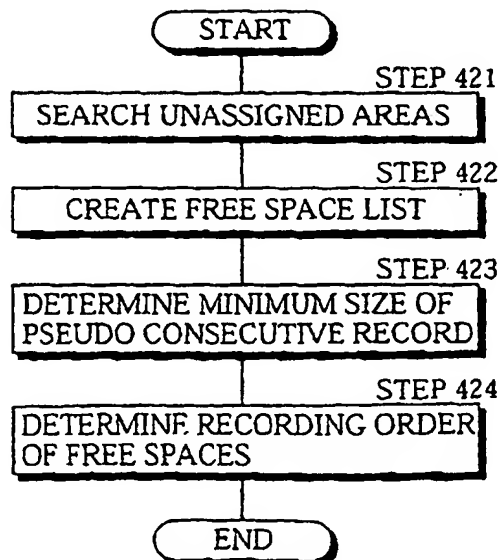 START
STEP 421
SEARCH UNASSIGNED AREAS
STEP 422
CREATE FREE SPACE LIST
STEP 423
DETERMINE MINIMUM SIZE OF
PSEUDO CONSECUTIVE RECORD
STEP 424
DETERMINE RECORDING ORDER
OF FREE SPACES
END